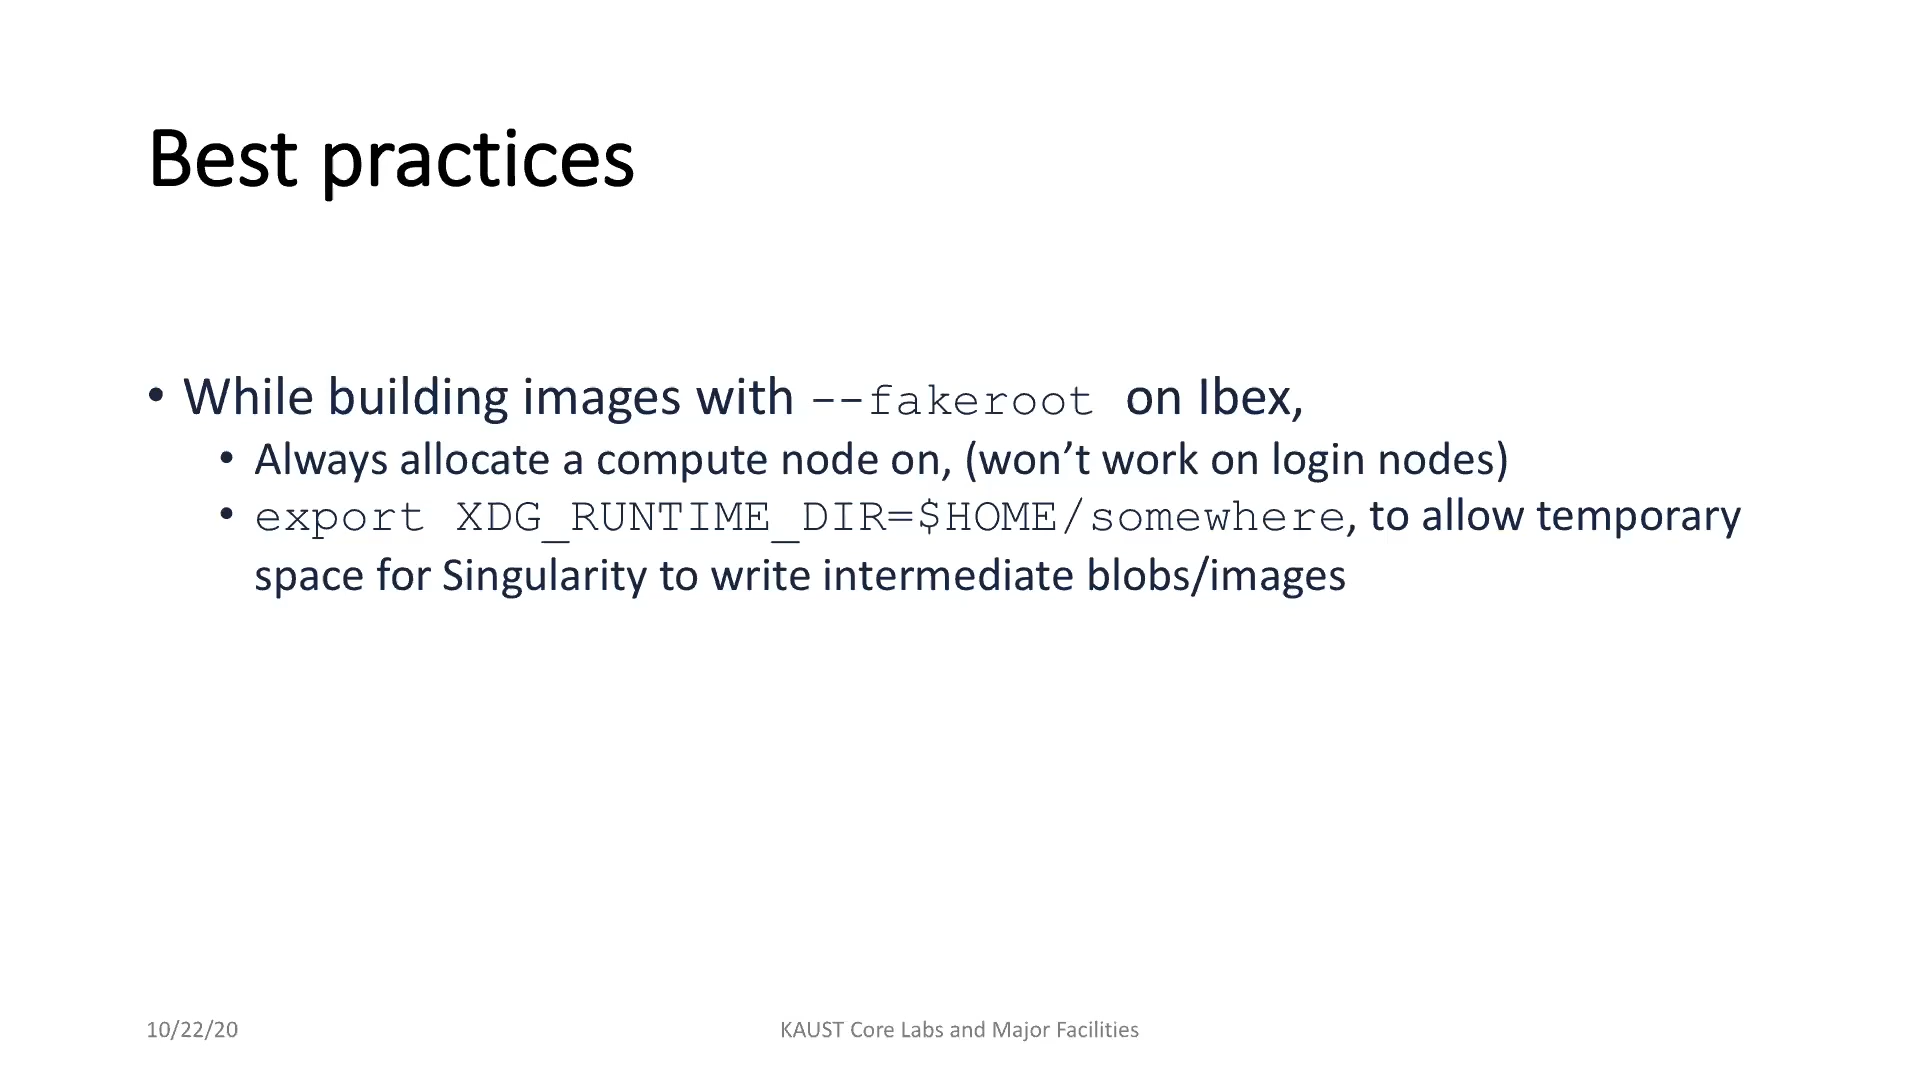 Best practices
• While building images with --fakeroot on Ibex,
• Always allocate a compute node on, (won’t work on login nodes)
• export XDG_RUNTIME_DIR=$HOME/somewhere, to allow temporary
space for Singularity to write intermediate blobs/images
10/22/20
KAUST Core Labs and Major Facilities